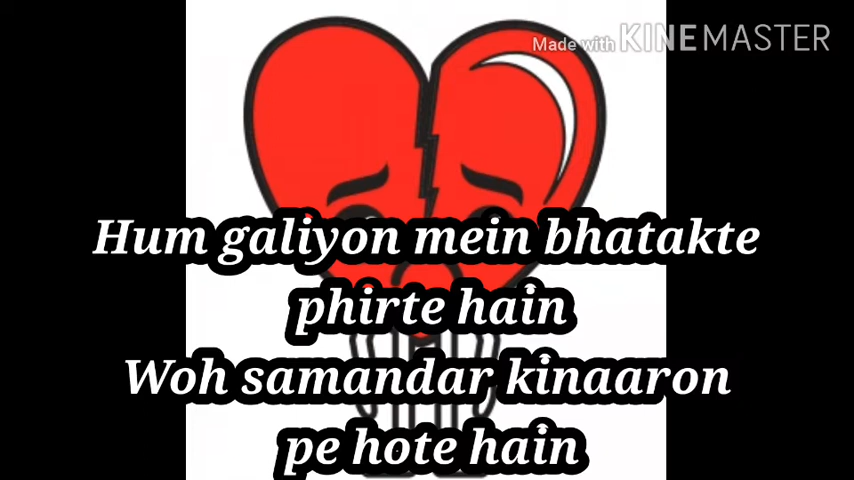 Made with KINEMASTER
Hum galiyon mein bhatakte
phirte hain
Woh samandar kinaaron
pe hote hain